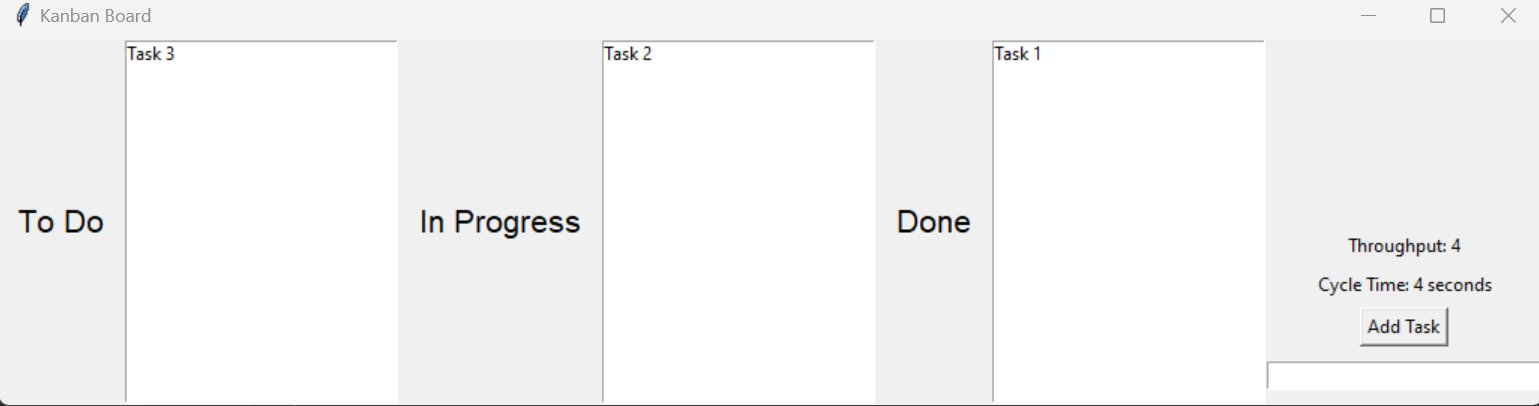 Kanban Board
To Do
Task 3
In Progress
Task 2
Done
Task 1
Throughput: 4
Cycle Time: 4 seconds
Add Task